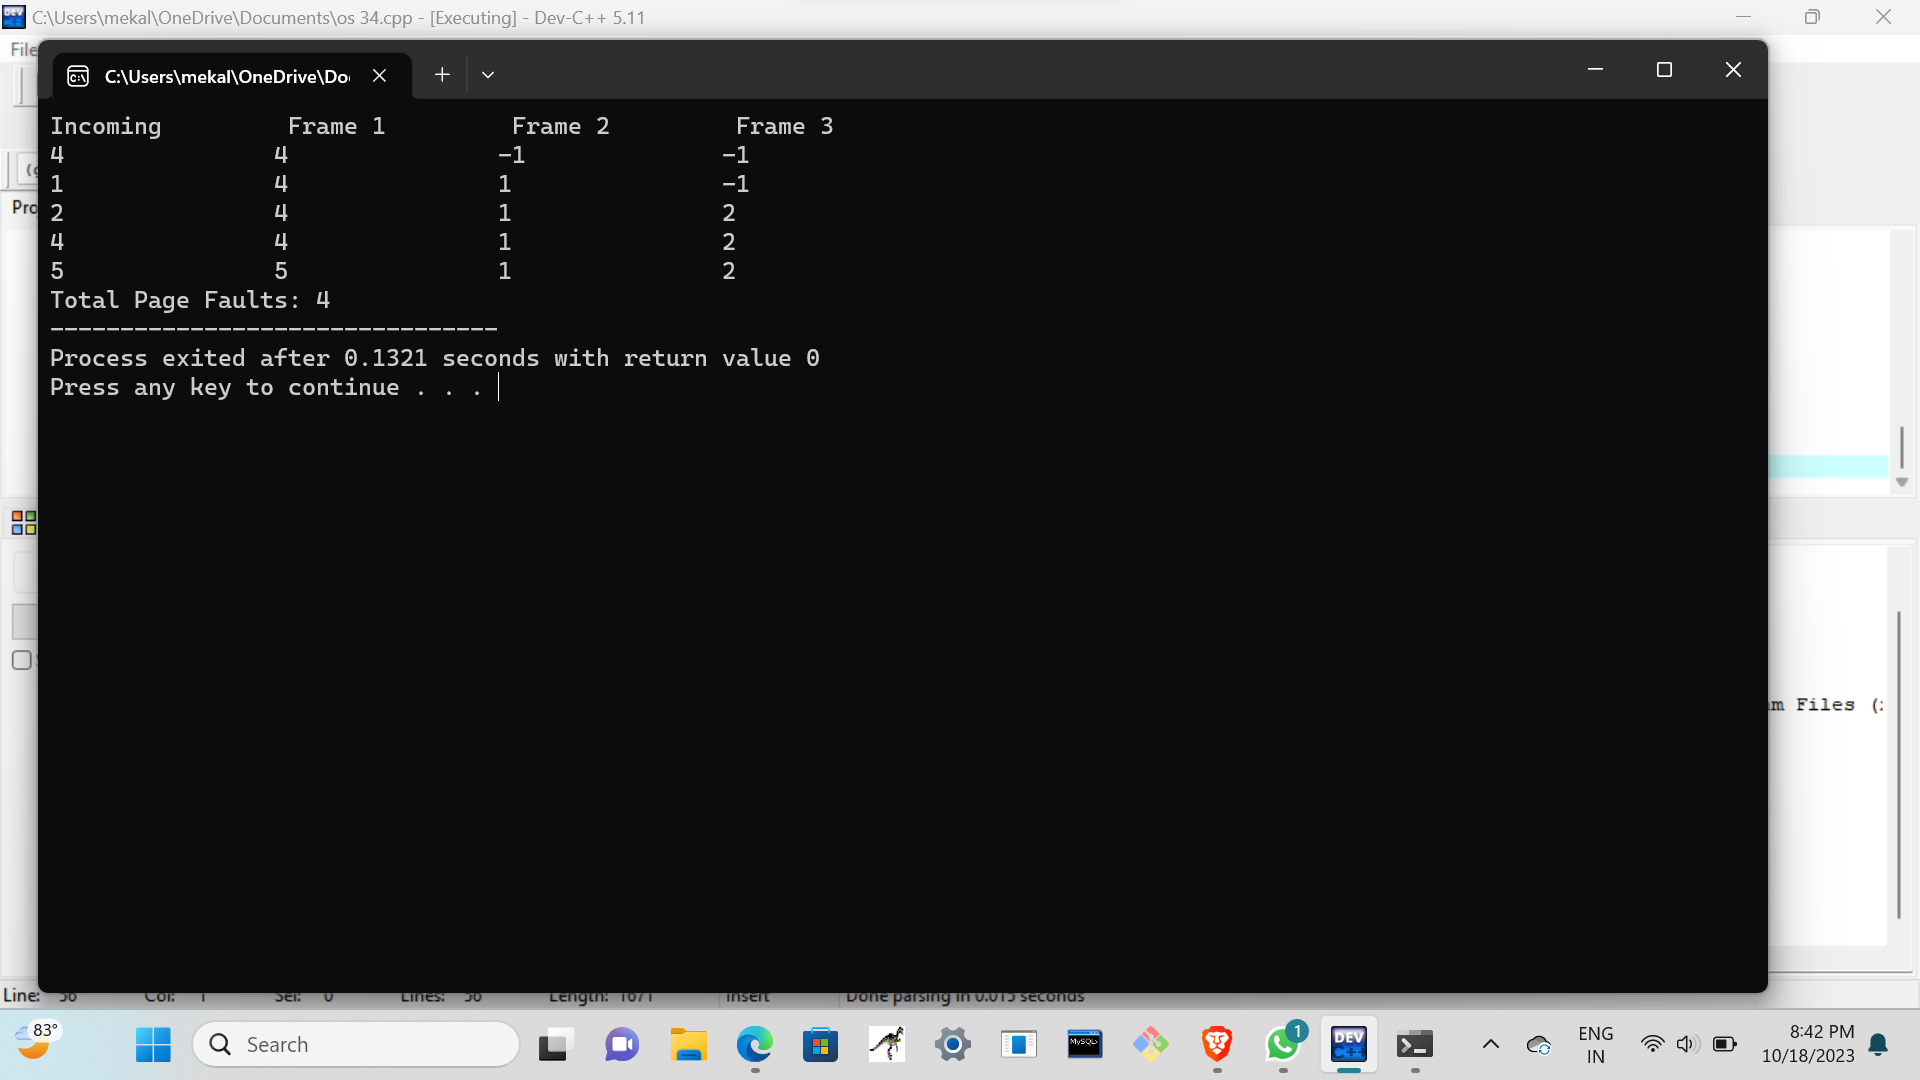 C:\Users\mekal\OneDrive\Documents\os 34.cpp - [Executing] - Dev-C++ 5.11
File
C:\Users\mekal\OneDrive\Do
Incoming Frame 1 Frame 2 Frame 3
4 4 -1 -1
1 4 1 -1
2 4 1 2
4 4 1 2
5 5 1 2
Total Page Faults: 4
--------------------------------
Process exited after 0.1321 seconds with return value 0
Press any key to continue . . .
(g
Pro
m Files (
Line: 56 Col: 1 Sel: 0 Lines: 56 Length: 1671 Insert Done parsing in 0.015 seconds
83°
Search
MySQL>
1
DEV
C++
ENG
IN
8:42 PM
10/18/2023